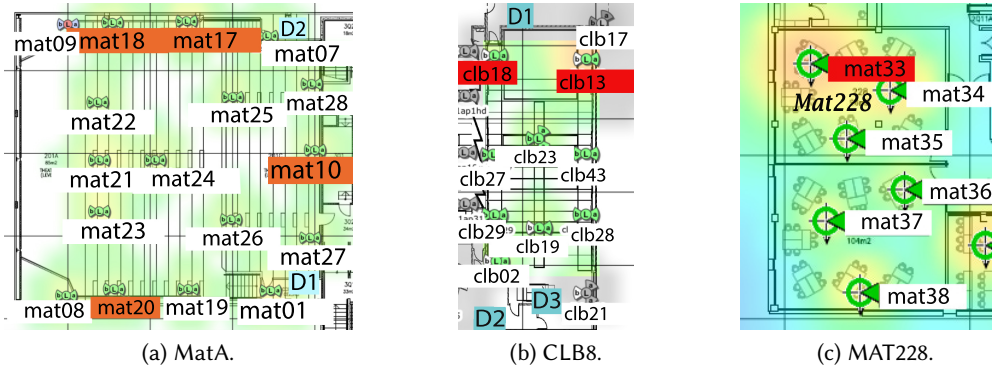 D2
mat09
mat18
mat17
mat07
mat28
mat22
mat25
mat21
mat24
mat10
mat23
mat26
mat27
D1
mat08
mat20
mat19
mat01
(a) MatA.
D1
clb17
clb18
clb13
clb23
clb27
clb43
clb29
clb19
clb28
clb02
D3
D2
clb21
(b) CLB8.
mat33
Mat228
mat34
mat35
mat36
mat37
104m2
mat38
(c) MAT228.